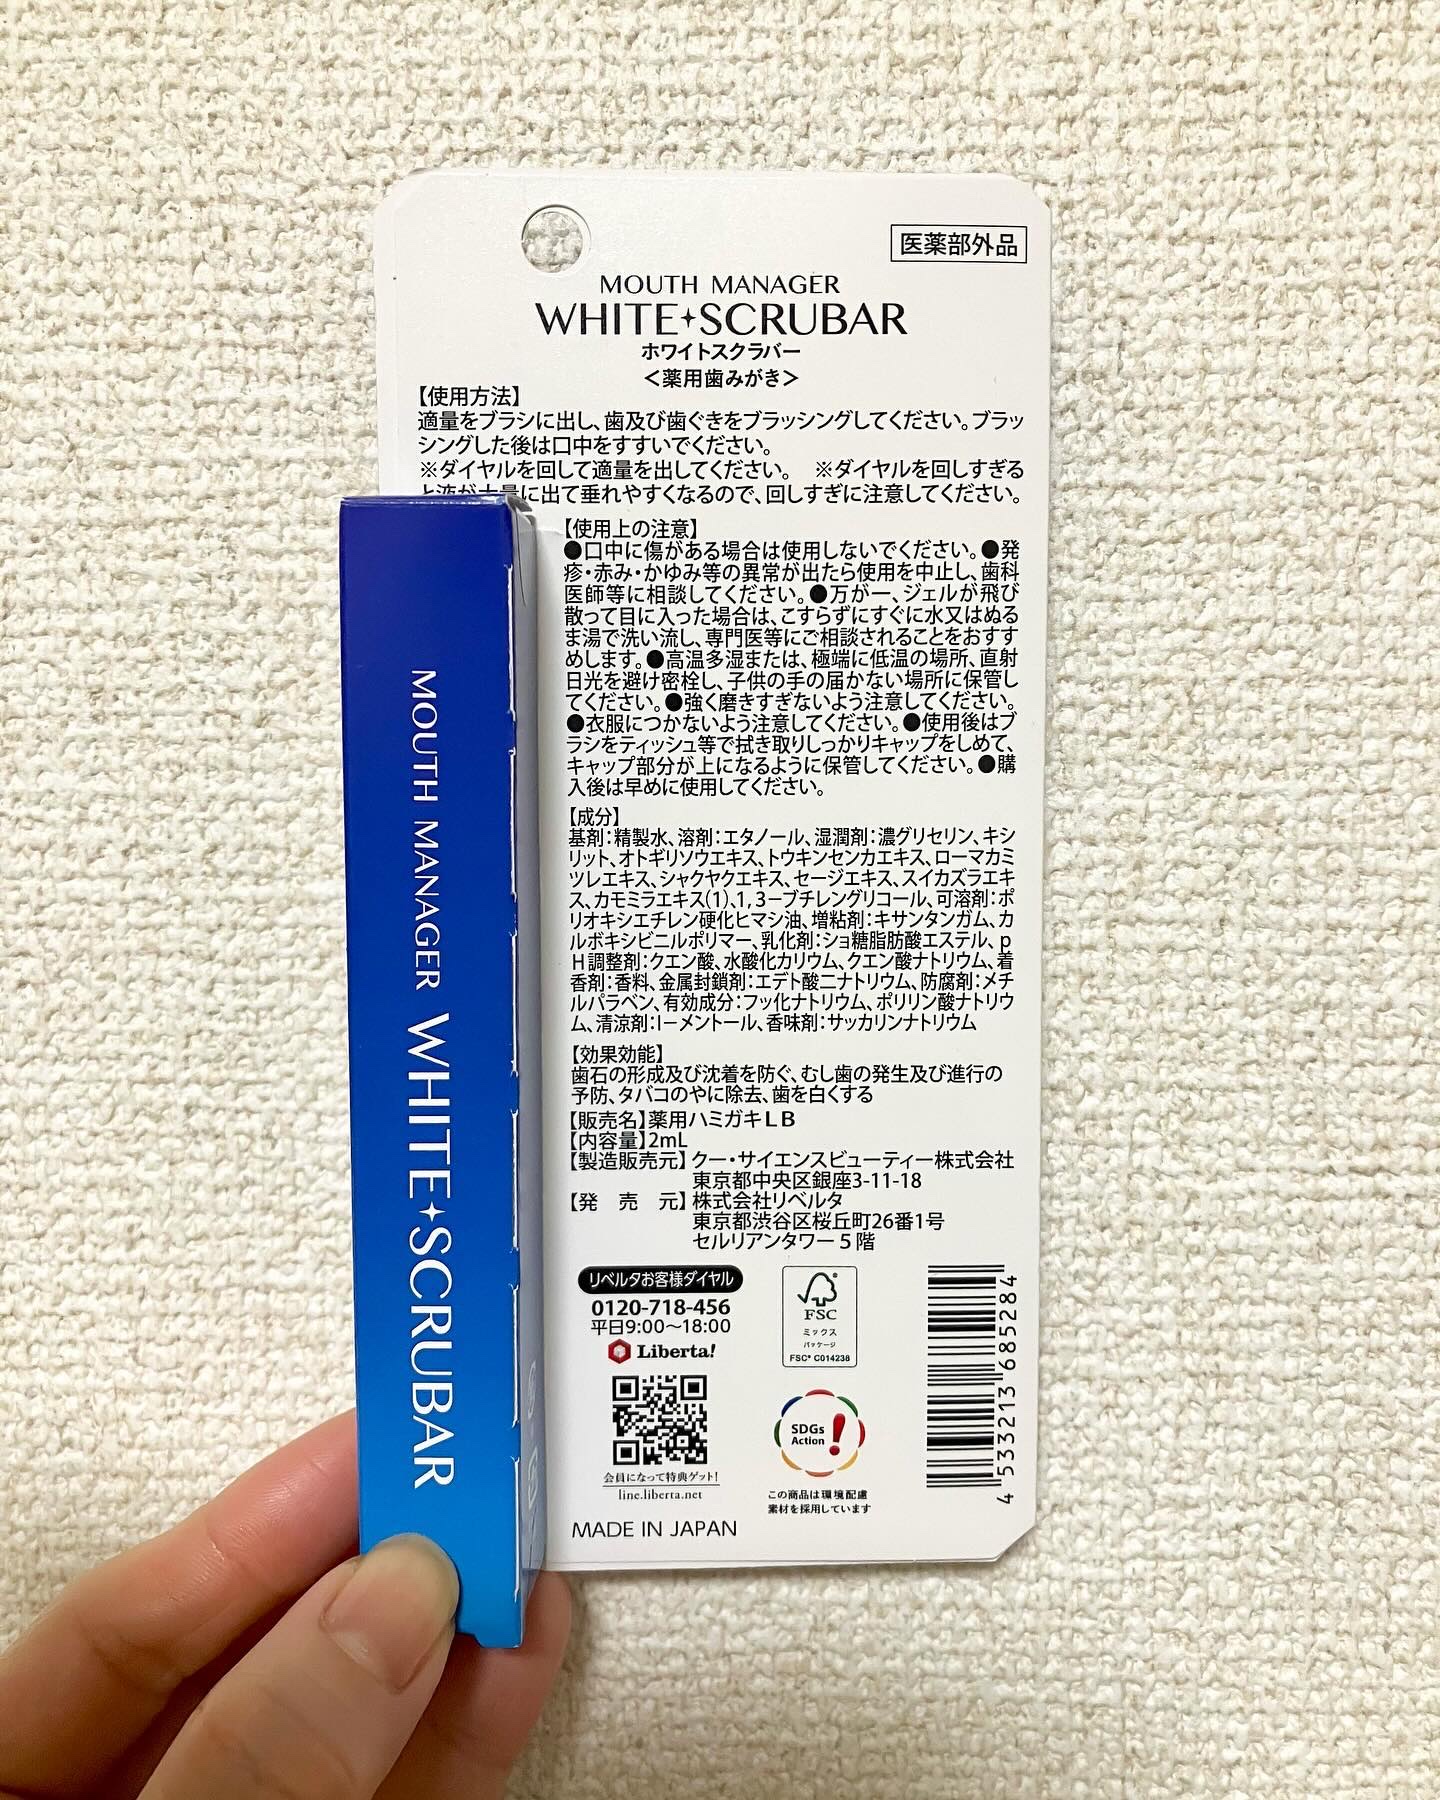 医薬部外品
MOUTH MANAGER
WHITE✦SCRUBAR
ホワイトスクラバー
＜薬用歯みがき＞
【使用方法】
適量をブラシに出し、歯及び歯ぐきをブラッシングしてください。ブラッ
シングした後は口中をすすいでください。
※ダイヤルを回して適量を出してください。 ※ダイヤルを回しすぎる
と液が大量に出て垂れやすくなるので、回しすぎに注意してください。
【使用上の注意】
●口中に傷がある場合は使用しないでください。●発
疹・赤み・かゆみ等の異常が出たら使用を中止し、歯科
医師等に相談してください。●万が一、ジェルが飛び
散って目に入った場合は、こすらずにすぐに水又はぬる
ま湯で洗い流し、専門医等にご相談されることをおすす
めします。●高温多湿または、極端に低温の場所、直射
日光を避け密栓し、子供の手の届かない場所に保管し
てください。●強く磨きすぎないよう注意してください。
●衣服につかないよう注意してください。●使用後はブ
ラシをティッシュ等で拭き取りしっかりキャップをしめて、
キャップ部分が上になるように保管してください。●購
入後は早めに使用してください。
【成分】
基剤：精製水、溶剤：エタノール、湿潤剤：濃グリセリン、キシ
リット、オトギリソウエキス、トウキンセンカエキス、ローマカミ
ツレエキス、シャクヤクエキス、セージエキス、スイカズラエキ
ス、カモミラエキス(1)、1,3－ブチレングリコール、可溶剤：ポ
リオキシエチレン硬化ヒマシ油、増粘剤：キサンタンガム、カ
ルボキシビニルポリマー、乳化剤：ショ糖脂肪酸エステル、p
H調整剤：クエン酸、水酸化カリウム、クエン酸ナトリウム、着
香剤：香料、金属封鎖剤：エデト酸二ナトリウム、防腐剤：メチ
ルパラベン、有効成分：フッ化ナトリウム、ポリリン酸ナトリウ
ム、清涼剤：l－メントール、香味剤：サッカリンナトリウム
【効果効能】
歯石の形成及び沈着を防ぐ、むし歯の発生及び進行の
予防、タバコのやに除去、歯を白くする
【販売名】薬用ハミガキLB
【内容量】2mL
【製造販売元】クー・サイエンスビューティー株式会社
東京都中央区銀座3-11-18
【発 売 元】株式会社リベルタ
東京都渋谷区桜丘町26番1号
セルリアンタワー5階
リベルタお客様ダイヤル
0120-718-456
平日9:00～18:00
Liberta!
会員になって特典ゲット!
line.liberta.net
MADE IN JAPAN
FSC
ミックス
パッケージ
FSC® C014238
SDGs
Action!
この商品は環境配慮
素材を採用しています
4 533213 685284
MOUTH MANAGER WHITE✦SCRUBAR